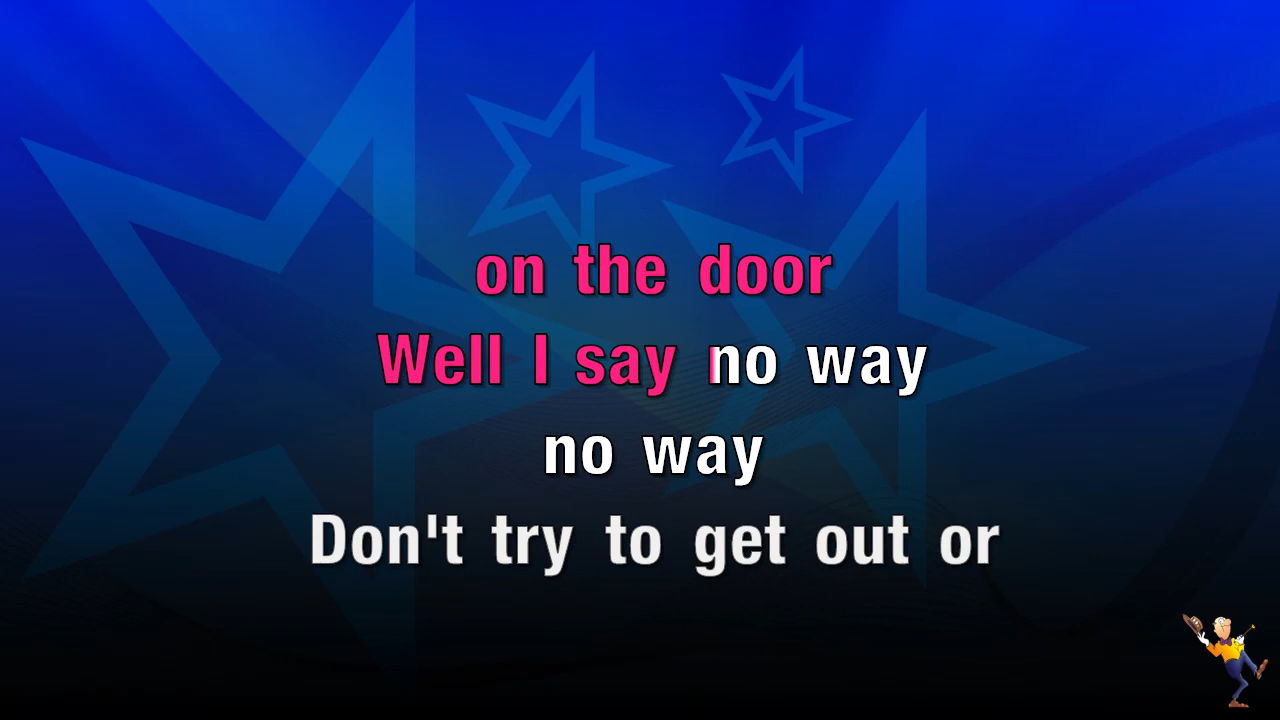 on the door
Well I say no way
no way
Don't try to get out or